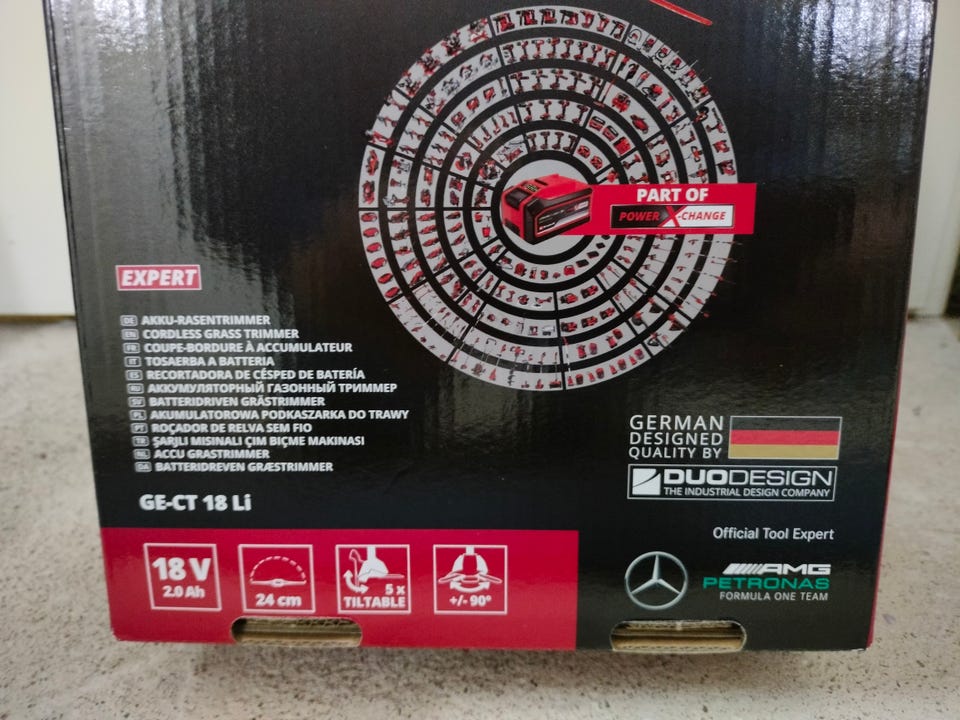 PART OF
POWER X-CHANGE
EXPERT
DE AKKU-RASENTRIMMER
EN CORDLESS GRASS TRIMMER
FR COUPE-BORDURE À ACCUMULATEUR
IT TOSAERBA A BATTERIA
ES RECORTADORA DE CÉSPED DE BATERÍA
RU АККУМУЛЯТОРНЫЙ ГАЗОННЫЙ ТРИММЕР
SV BATTERIDRIVEN GRÄSTRIMMER
PL AKUMULATOROWA PODKASZARKA DO TRAWY
PT ROÇADOR DE RELVA SEM FIO
TR ŞARJLI MISINALI ÇIM BIÇME MAKINASI
NL ACCU GRASTRIMMER
DA BATTERIDREVEN GRÆSTRIMMER
GE-CT 18 Li
GERMAN
DESIGNED
QUALITY BY
DUODESIGN
THE INDUSTRIAL DESIGN COMPANY
Official Tool Expert
AMG
PETRONAS
FORMULA ONE TEAM
18 V
2.0 Ah
24 cm
5 x
TILTABLE
+/- 90°